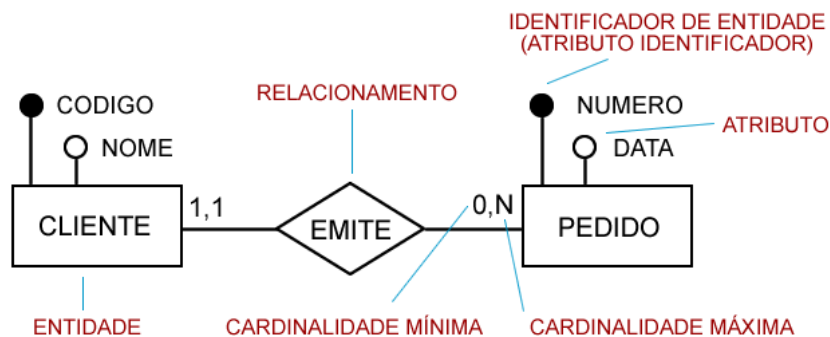 IDENTIFICADOR DE ENTIDADE
(ATRIBUTO IDENTIFICADOR)
CODIGO
RELACIONAMENTO
NUMERO
ATRIBUTO
NOME
DATA
CLIENTE
1,1
EMITE
0,N
PEDIDO
ENTIDADE
CARDINALIDADE MÍNIMA
CARDINALIDADE MÁXIMA